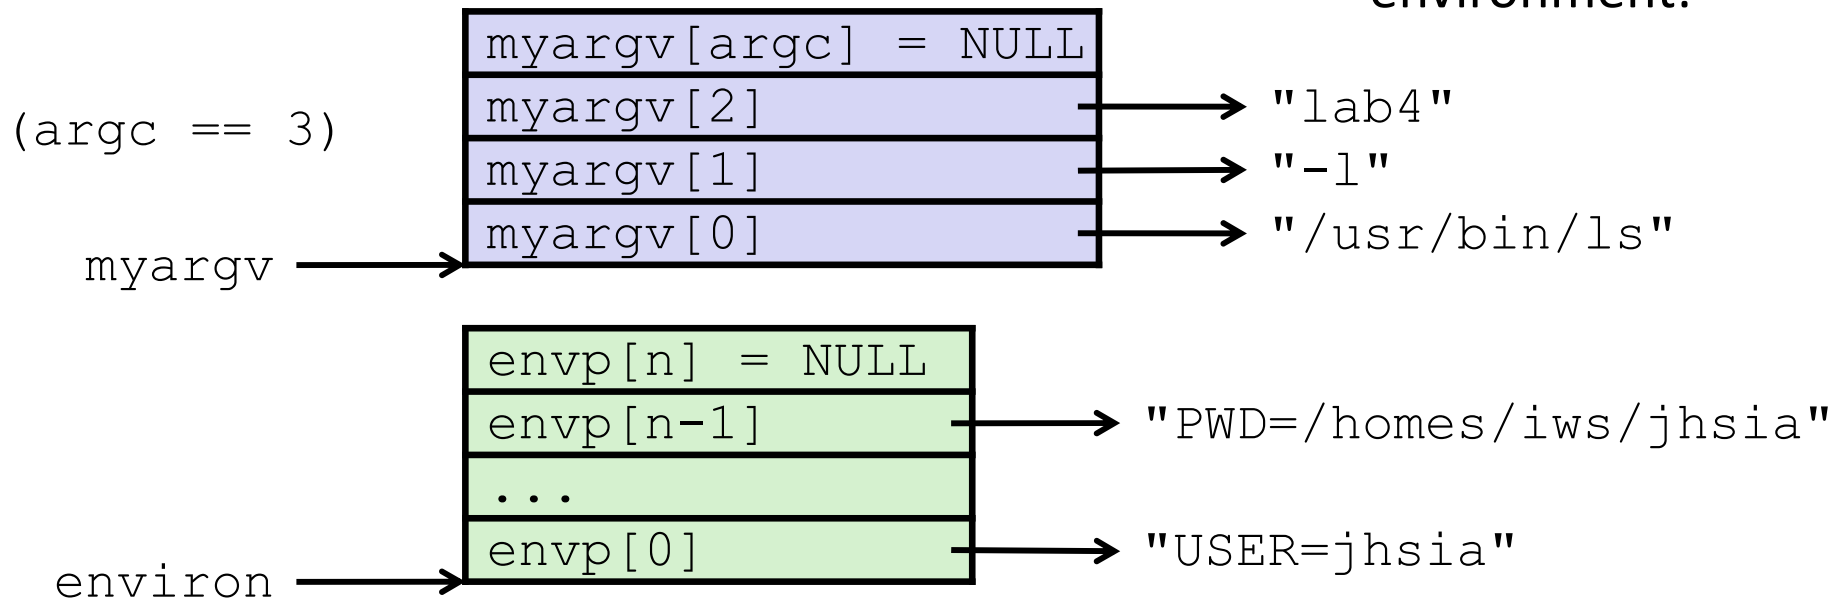 environment.
myargv[argc] = NULL
myargv[2] "lab4"
(argc == 3)
myargv[1] "-l"
myargv[0] "/usr/bin/ls"
myargv
envp[n] = NULL
envp[n-1] "PWD=/homes/iws/jhsia"
...
envp[0] "USER=jhsia"
environ